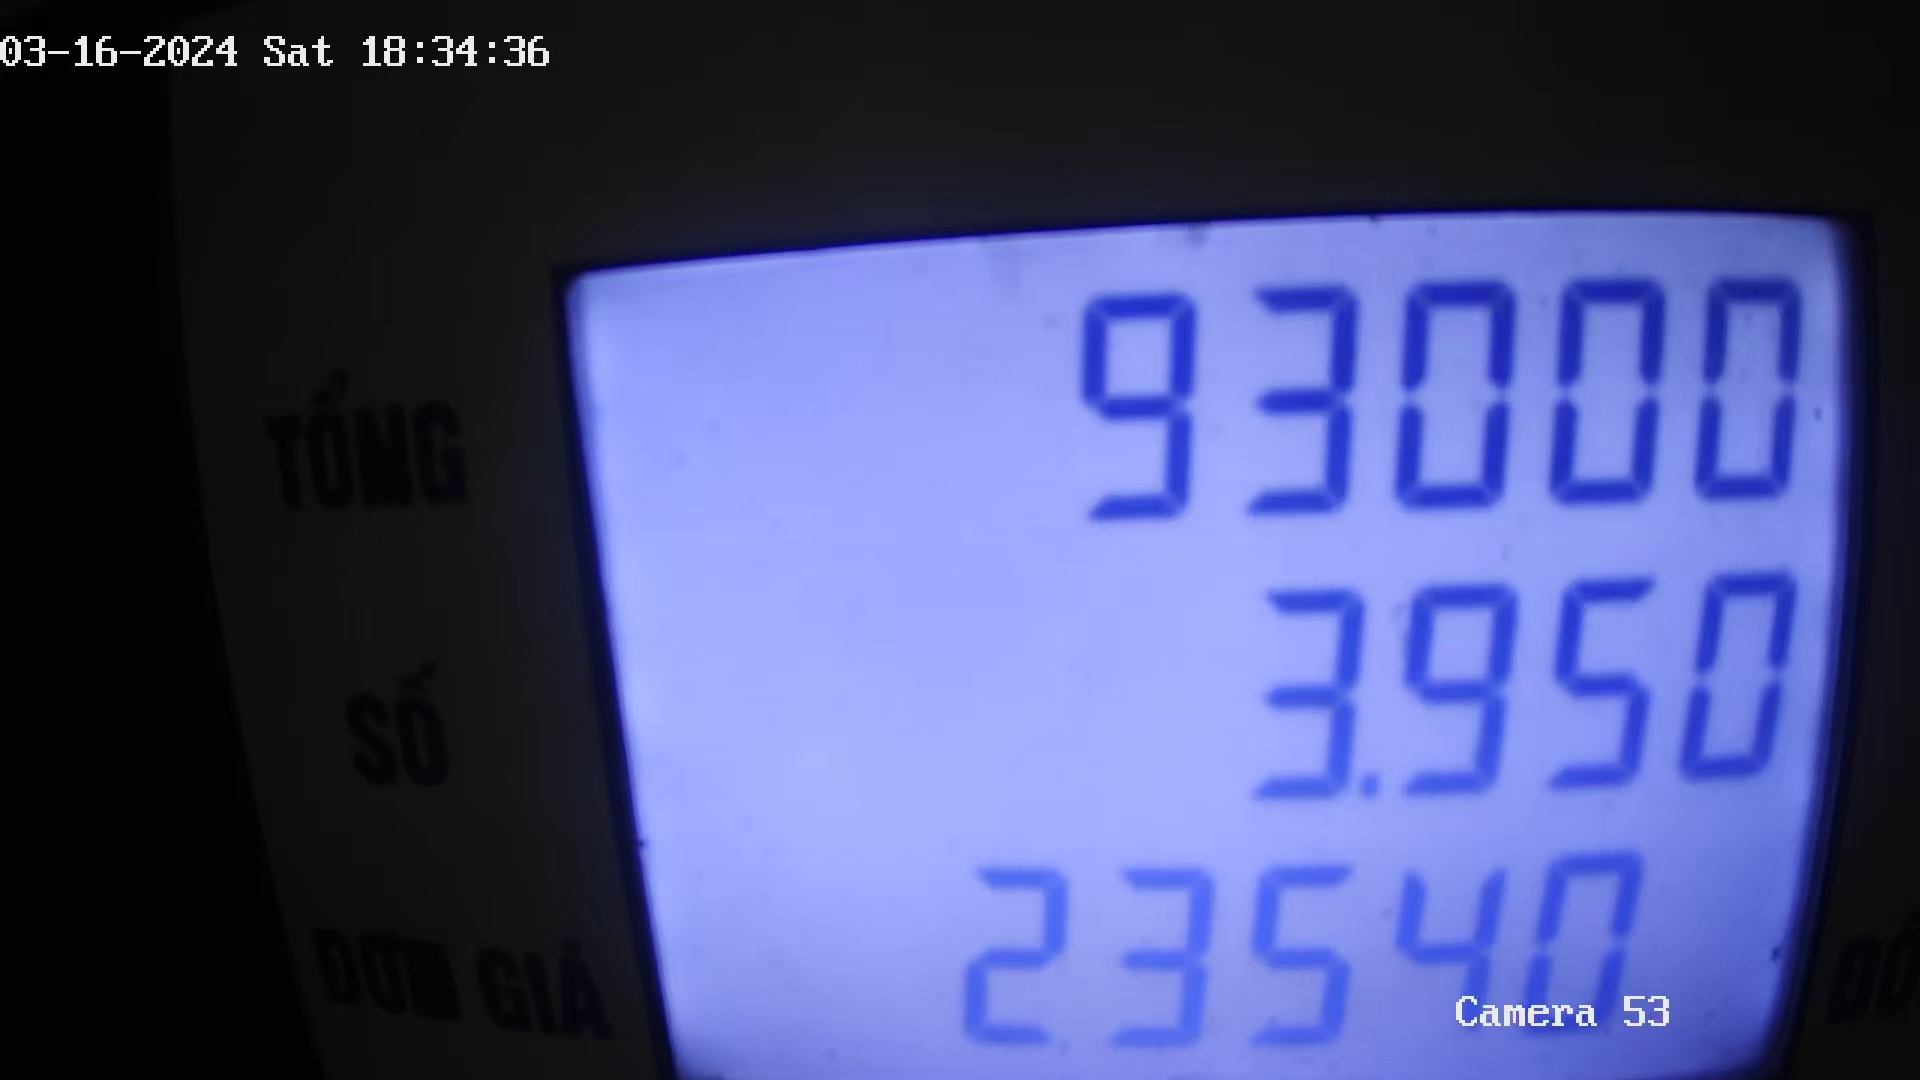 03-16-2024 Sat 18:34:36
TỔNG 93000
SỐ 3.950
ĐƠN GIÁ 23540
Camera 53